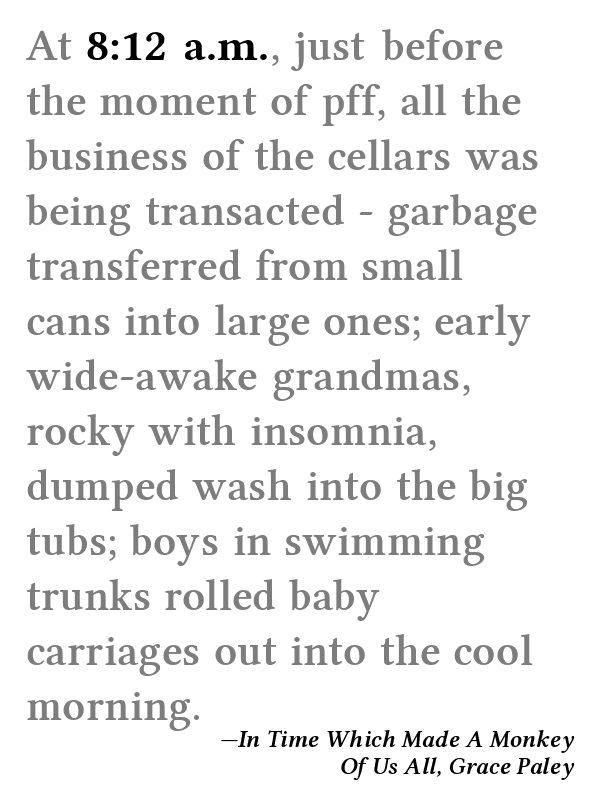 At 8:12 a.m., just before
the moment of pff, all the
business of the cellars was
being transacted - garbage
transferred from small
cans into large ones; early
wide-awake grandmas,
rocky with insomnia,
dumped wash into the big
tubs; boys in swimming
trunks rolled baby
carriages out into the cool
morning.
—In Time Which Made A Monkey
Of Us All, Grace Paley